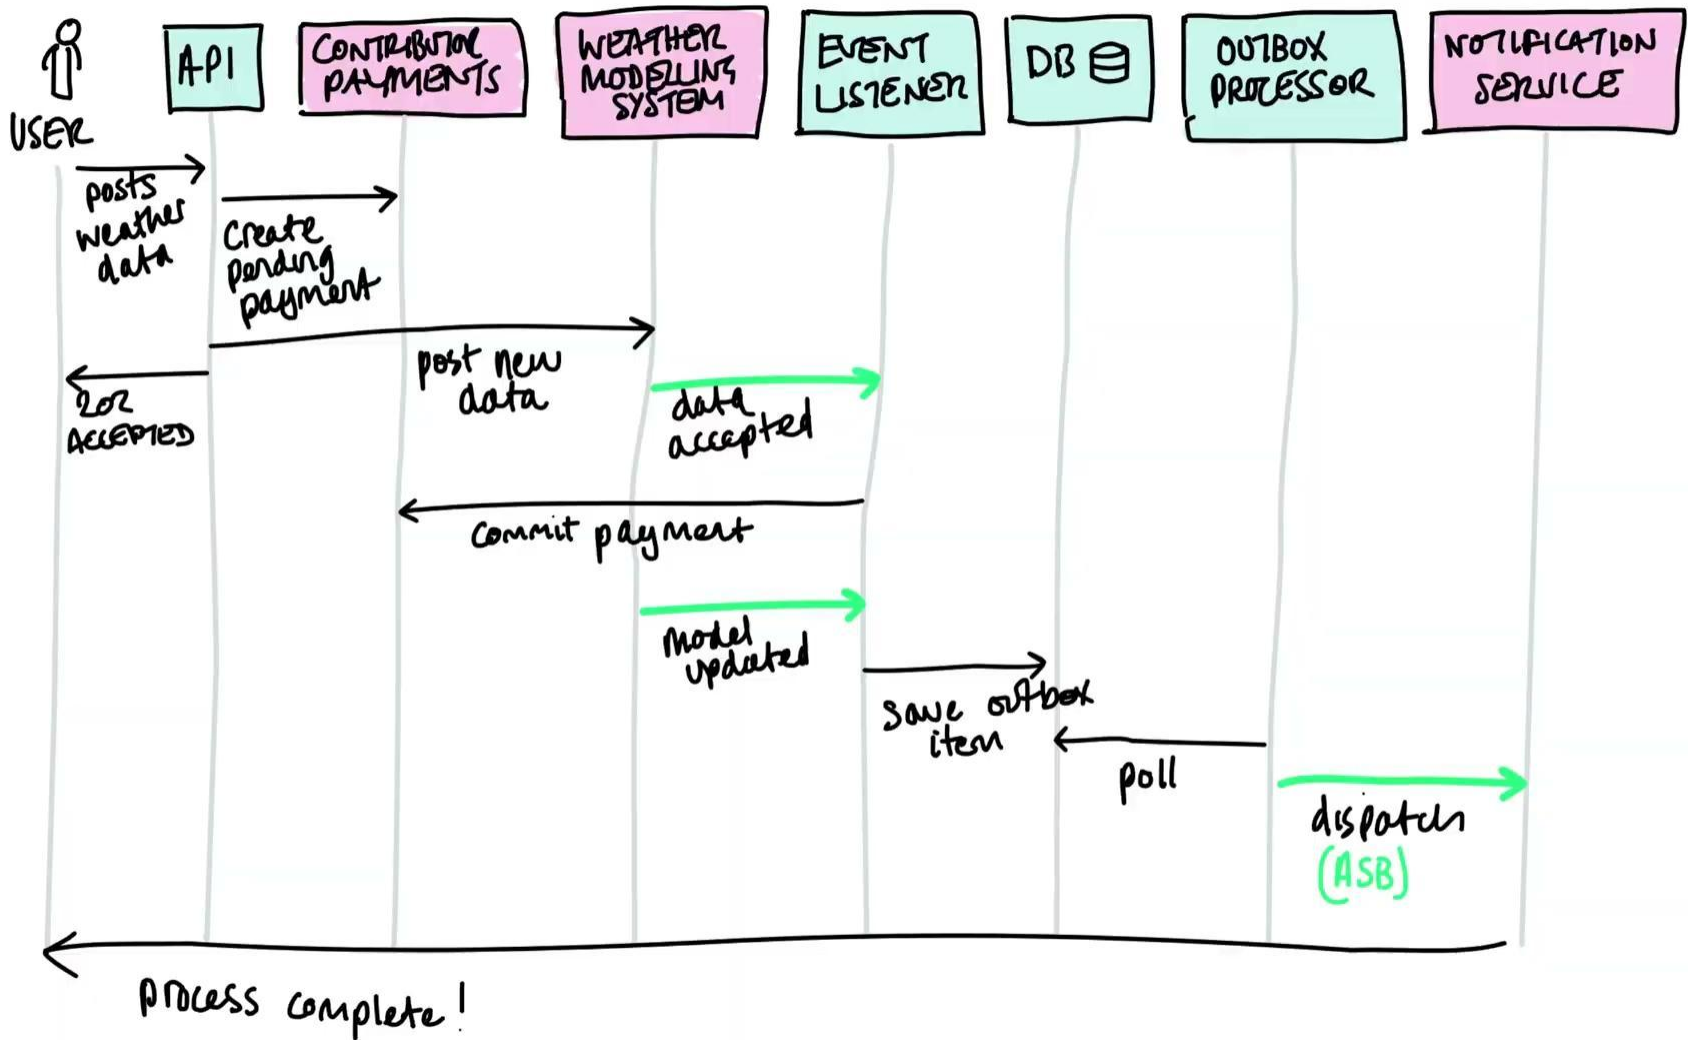 USER
API
CONTRIBUTOR
PAYMENTS
WEATHER
MODELLING
SYSTEM
EVENT
LISTENER
DB
OUTBOX
PROCESSOR
NOTIFICATION
SERVICE
posts
weather
data
create
pending
payment
post new
data
202
ACCEPTED
data
accepted
commit payment
model
updated
save outbox
item
poll
dispatch
(ASB)
process complete!